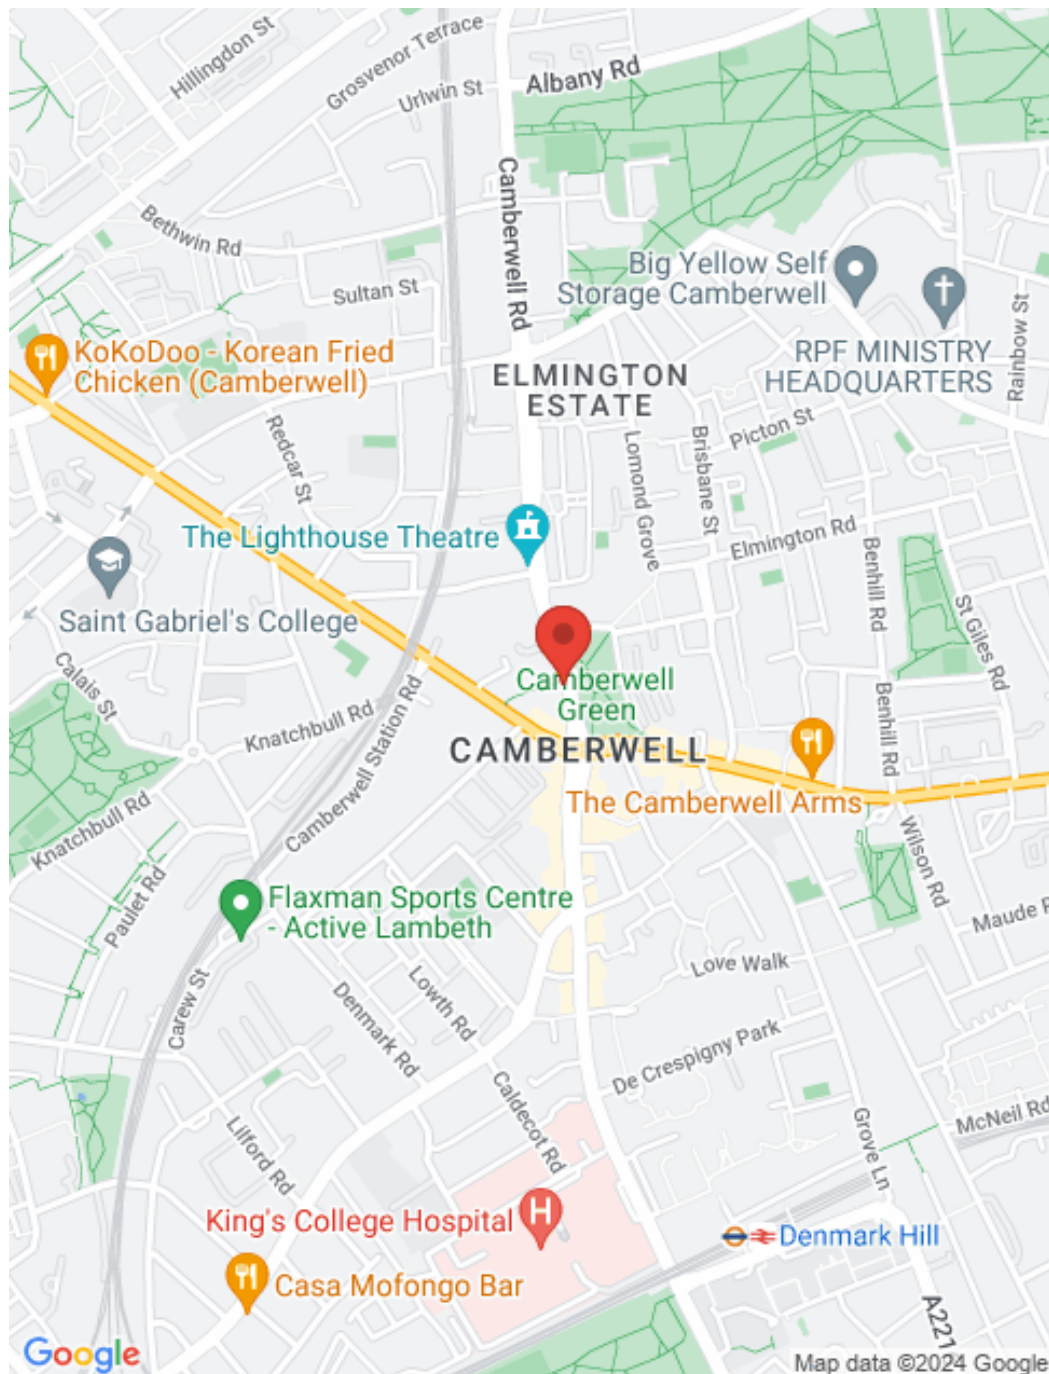 Hillingdon St
Grosvenor Terrace
Urlwin St
Albany Rd
Camberwell Rd
Bethwin Rd
Sultan St
Big Yellow Self
Storage Camberwell
RPF MINISTRY
HEADQUARTERS
Rainbow St
KoKoDoo - Korean Fried
Chicken (Camberwell)
ELMINGTON
ESTATE
Redcar St
Lomond Grove
Brisbane St
Picton St
The Lighthouse Theatre
Elmington Rd
Benhill Rd
St Giles Rd
Saint Gabriel's College
Calais St
Camberwell
Green
Knatchbull Rd
Camberwell Station Rd
CAMBERWELL
Benhill Rd
The Camberwell Arms
Knatchbull Rd
Paulet Rd
Wilson Rd
Flaxman Sports Centre
- Active Lambeth
Maude R
Love Walk
Carew St
Denmark Rd
Lowth Rd
De Crespigny Park
Caldecot Rd
McNeil Rd
Grove Ln
Lilford Rd
King's College Hospital
H
Denmark Hill
Casa Mofongo Bar
A221
Google
Map data ©2024 Google